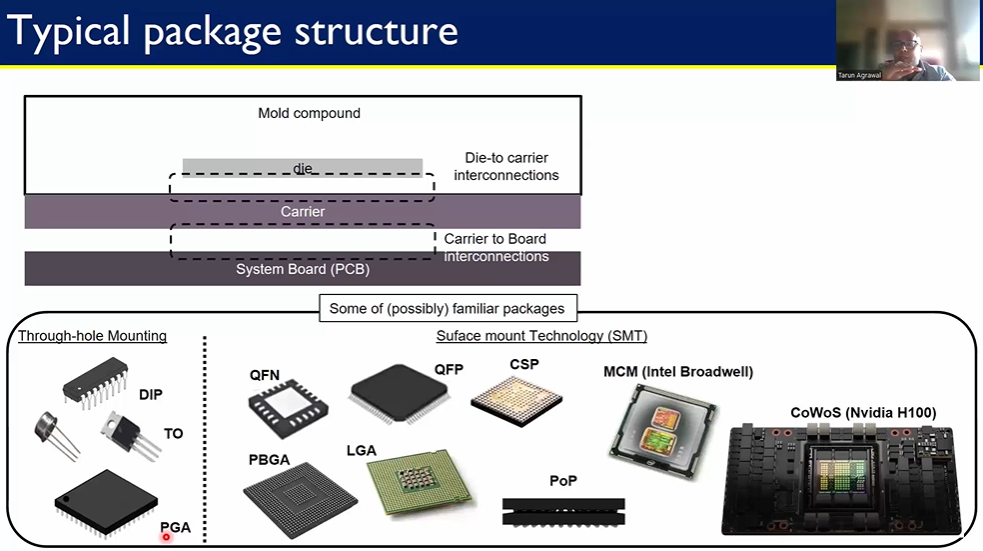 Typical package structure
Tarun Agrawal
Mold compound
die
Die-to carrier
interconnections
Carrier
Carrier to Board
interconnections
System Board (PCB)
Some of (possibly) familiar packages
Through-hole Mounting
DIP
TO
PGA
Suface mount Technology (SMT)
QFN
QFP
CSP
MCM (Intel Broadwell)
CoWoS (Nvidia H100)
PBGA
LGA
PoP